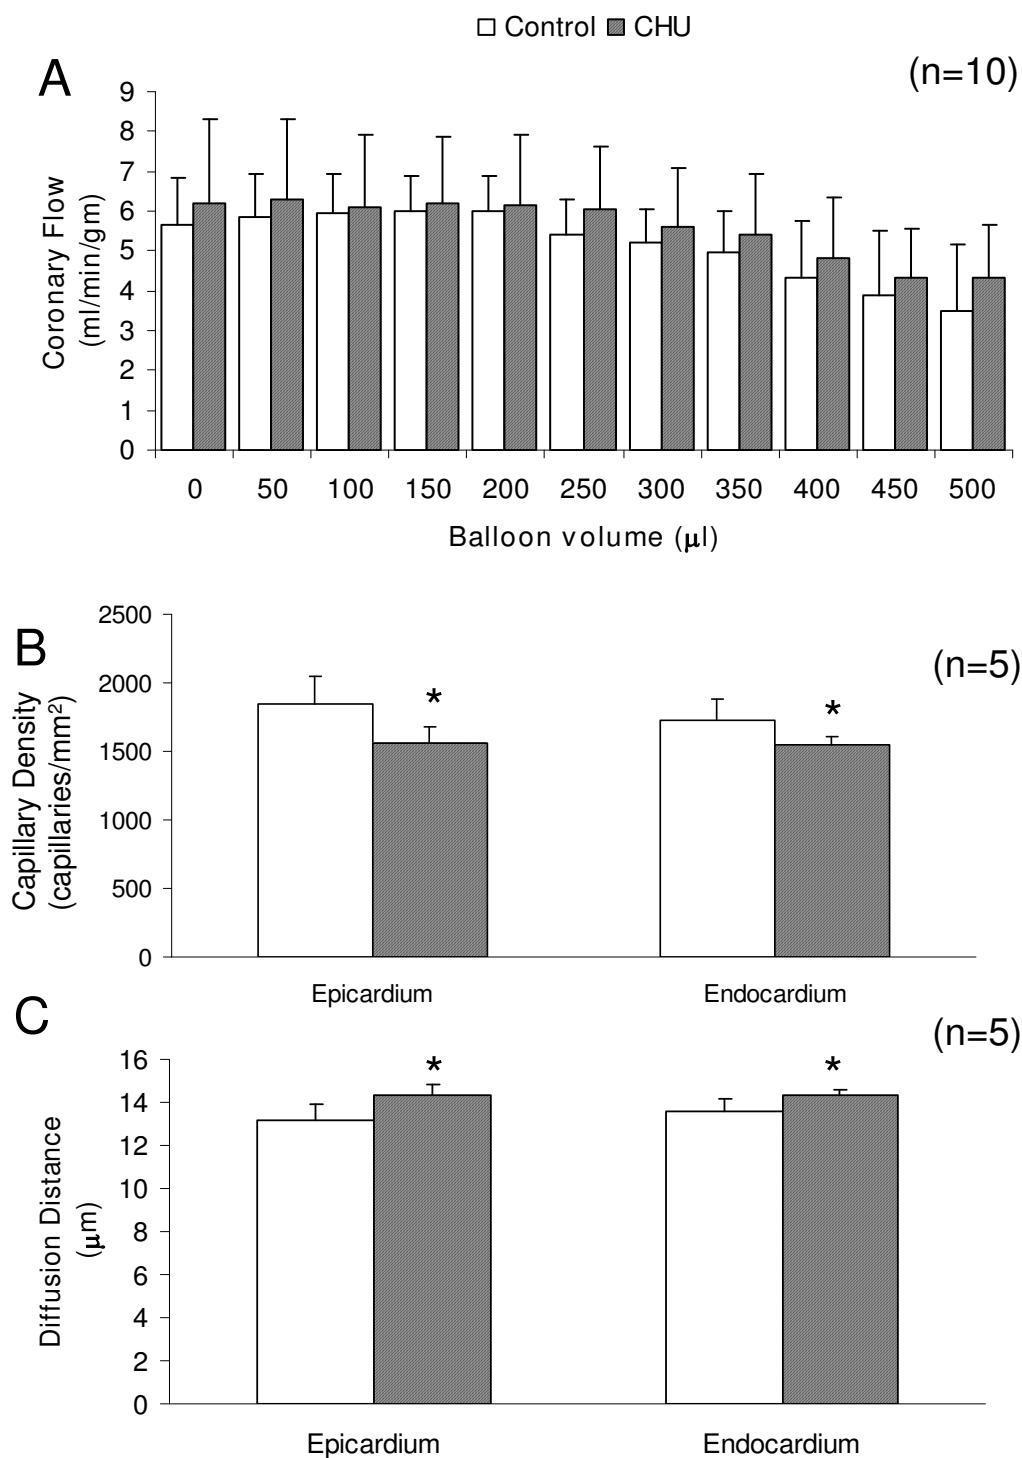 Control CHU
A
(n=10)
Coronary Flow
(ml/min/gm)
9
8
7
6
5
4
3
2
1
0
0 50 100 150 200 250 300 350 400 450 500
Balloon volume (μl)
B
(n=5)
Capillary Density
(capillaries/mm²)
2500
2000
1500
1000
500
0
* *
Epicardium Endocardium
C
(n=5)
Diffusion Distance
(μm)
16
14
12
10
8
6
4
2
0
* *
Epicardium Endocardium